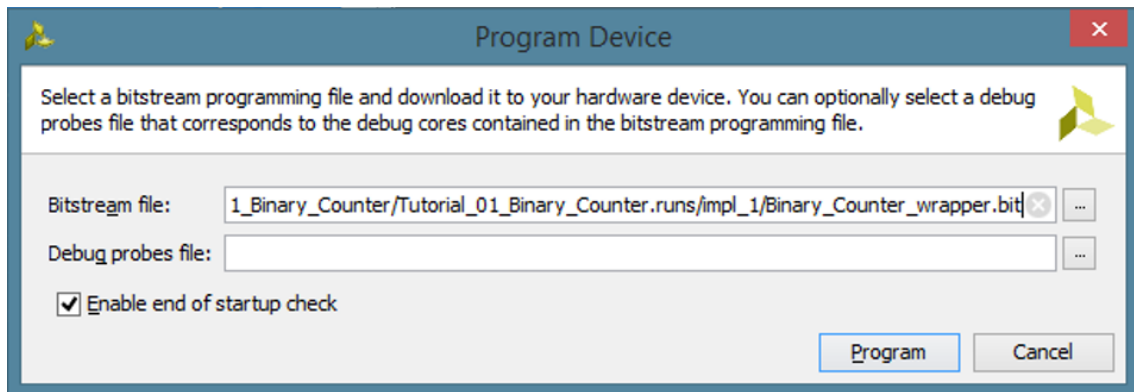 Program Device
Select a bitstream programming file and download it to your hardware device. You can optionally select a debug
probes file that corresponds to the debug cores contained in the bitstream programming file.
Bitstream file: 1_Binary_Counter/Tutorial_01_Binary_Counter.runs/impl_1/Binary_Counter_wrapper.bit ...
Debug probes file: ...
Enable end of startup check
Program Cancel